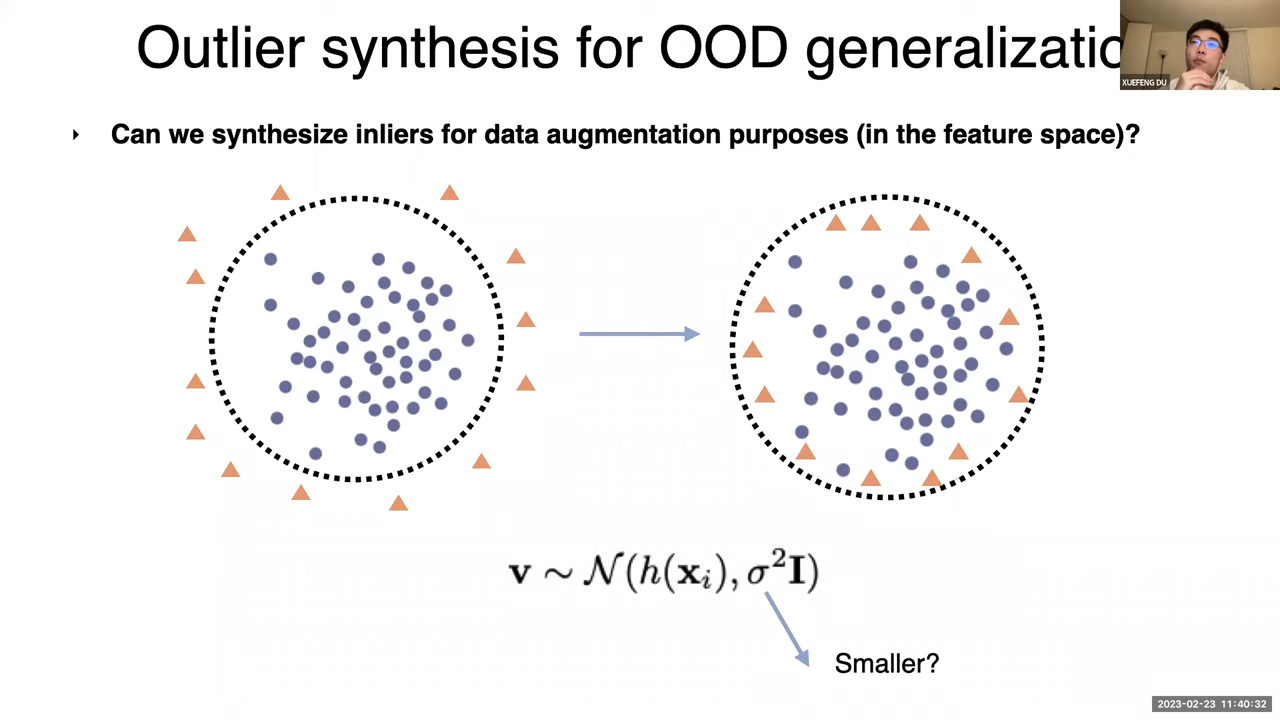 Outlier synthesis for OOD generalizatio
XUEFENG DU
‣ Can we synthesize inliers for data augmentation purposes (in the feature space)?
v ∼ 𝒩(h(xᵢ), σ²I)
Smaller?
2023-02-23 11:40:32